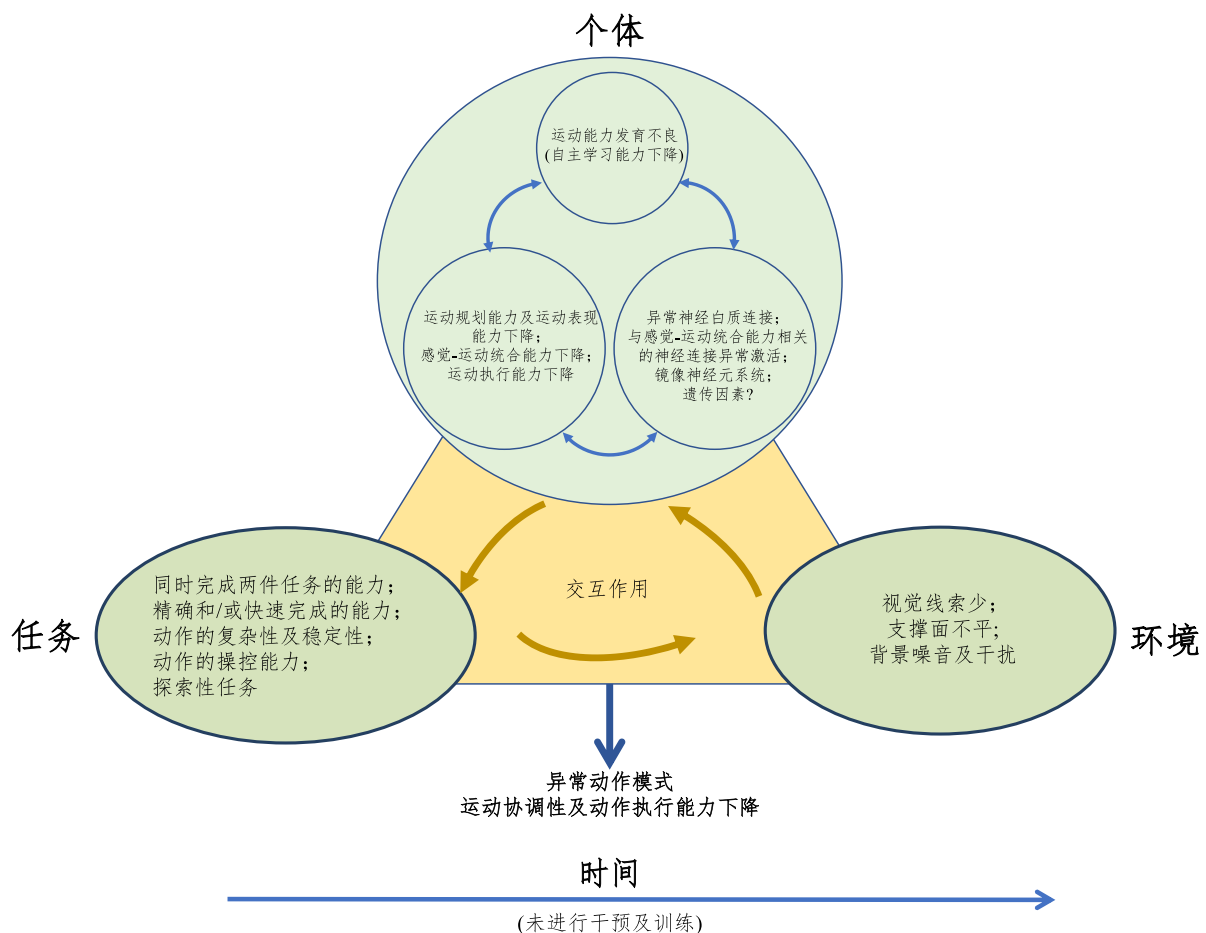 个体
运动能力发育不良
(自主学习能力下降)
运动规划能力及运动表现
能力下降；
感觉-运动统合能力下降；
运动执行能力下降
异常神经白质连接；
与感觉-运动统合能力相关
的神经连接异常激活；
镜像神经元系统；
遗传因素?
任务
同时完成两件任务的能力；
精确和/或快速完成的能力；
动作的复杂性及稳定性；
动作的操控能力；
探索性任务
交互作用
视觉线索少；
支撑面不平;
背景噪音及干扰
环境
异常动作模式
运动协调性及动作执行能力下降
时间
(未进行干预及训练)